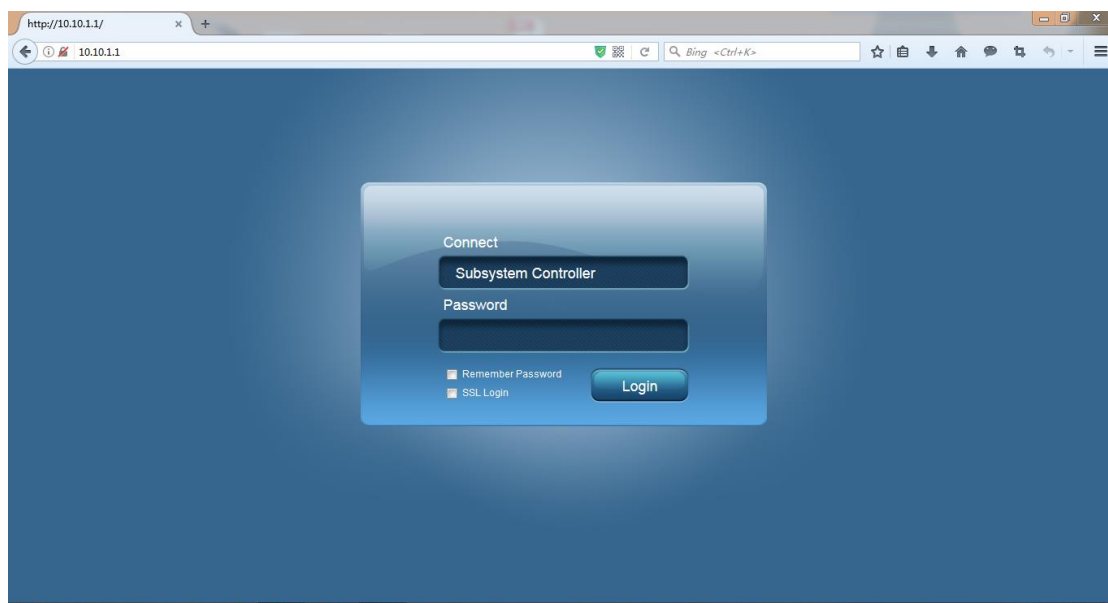 http://10.10.1.1/
10.10.1.1
Bing <Ctrl+K>
Connect
Subsystem Controller
Password
Remember Password
SSL Login
Login